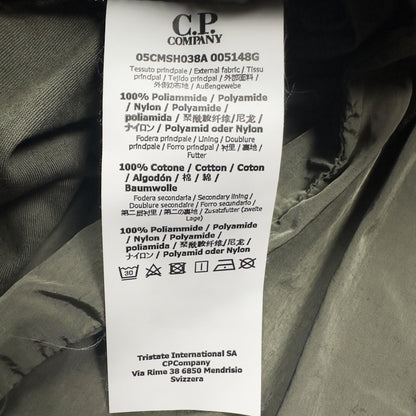 C.P.
COMPANY
05CMSH038A 005148G
Tessuto principale / External fabric / Tissu
principal / Tejido principal / 外部面料
/ 外側の布地 / Außengewebe
100% Poliammide / Polyamide
/ Nylon / Polyamide /
poliamida / 聚酰胺纤维/尼龙 /
ナイロン / Polyamid oder Nylon
Fodera principale / Lining / Doublure
principale / Forro principal / 衬里 / 裏地 /
Futter
100% Cotone / Cotton / Coton
/ Algodón / 棉 / 綿 /
Baumwolle
Fodera secondaria / Secondary lining /
Doublure secondaire / Forro secundario /
第二层衬里 / 第二の裏地 / Zusatzfutter (zweite
Lage)
100% Poliammide / Polyamide
/ Nylon / Polyamide /
poliamida / 聚酰胺纤维/尼龙 /
ナイロン / Polyamid oder Nylon
30
Tristate International SA
CPCompany
Via Rime 38 6850 Mendrisio
Svizzera